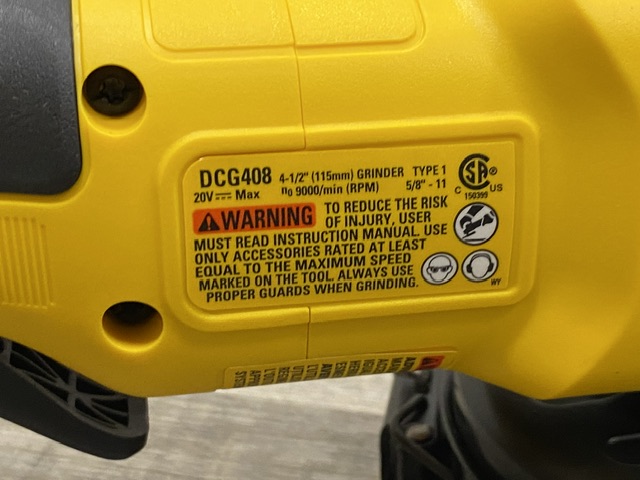 DCG408 4-1/2" (115mm) GRINDER TYPE 1
20V Max n0 9000/min (RPM) 5/8" - 11
WARNING TO REDUCE THE RISK
OF INJURY, USER
MUST READ INSTRUCTION MANUAL. USE
ONLY ACCESSORIES RATED AT LEAST
EQUAL TO THE MAXIMUM SPEED
MARKED ON THE TOOL. ALWAYS USE
PROPER GUARDS WHEN GRINDING.
CSA®
C US
150399
WY